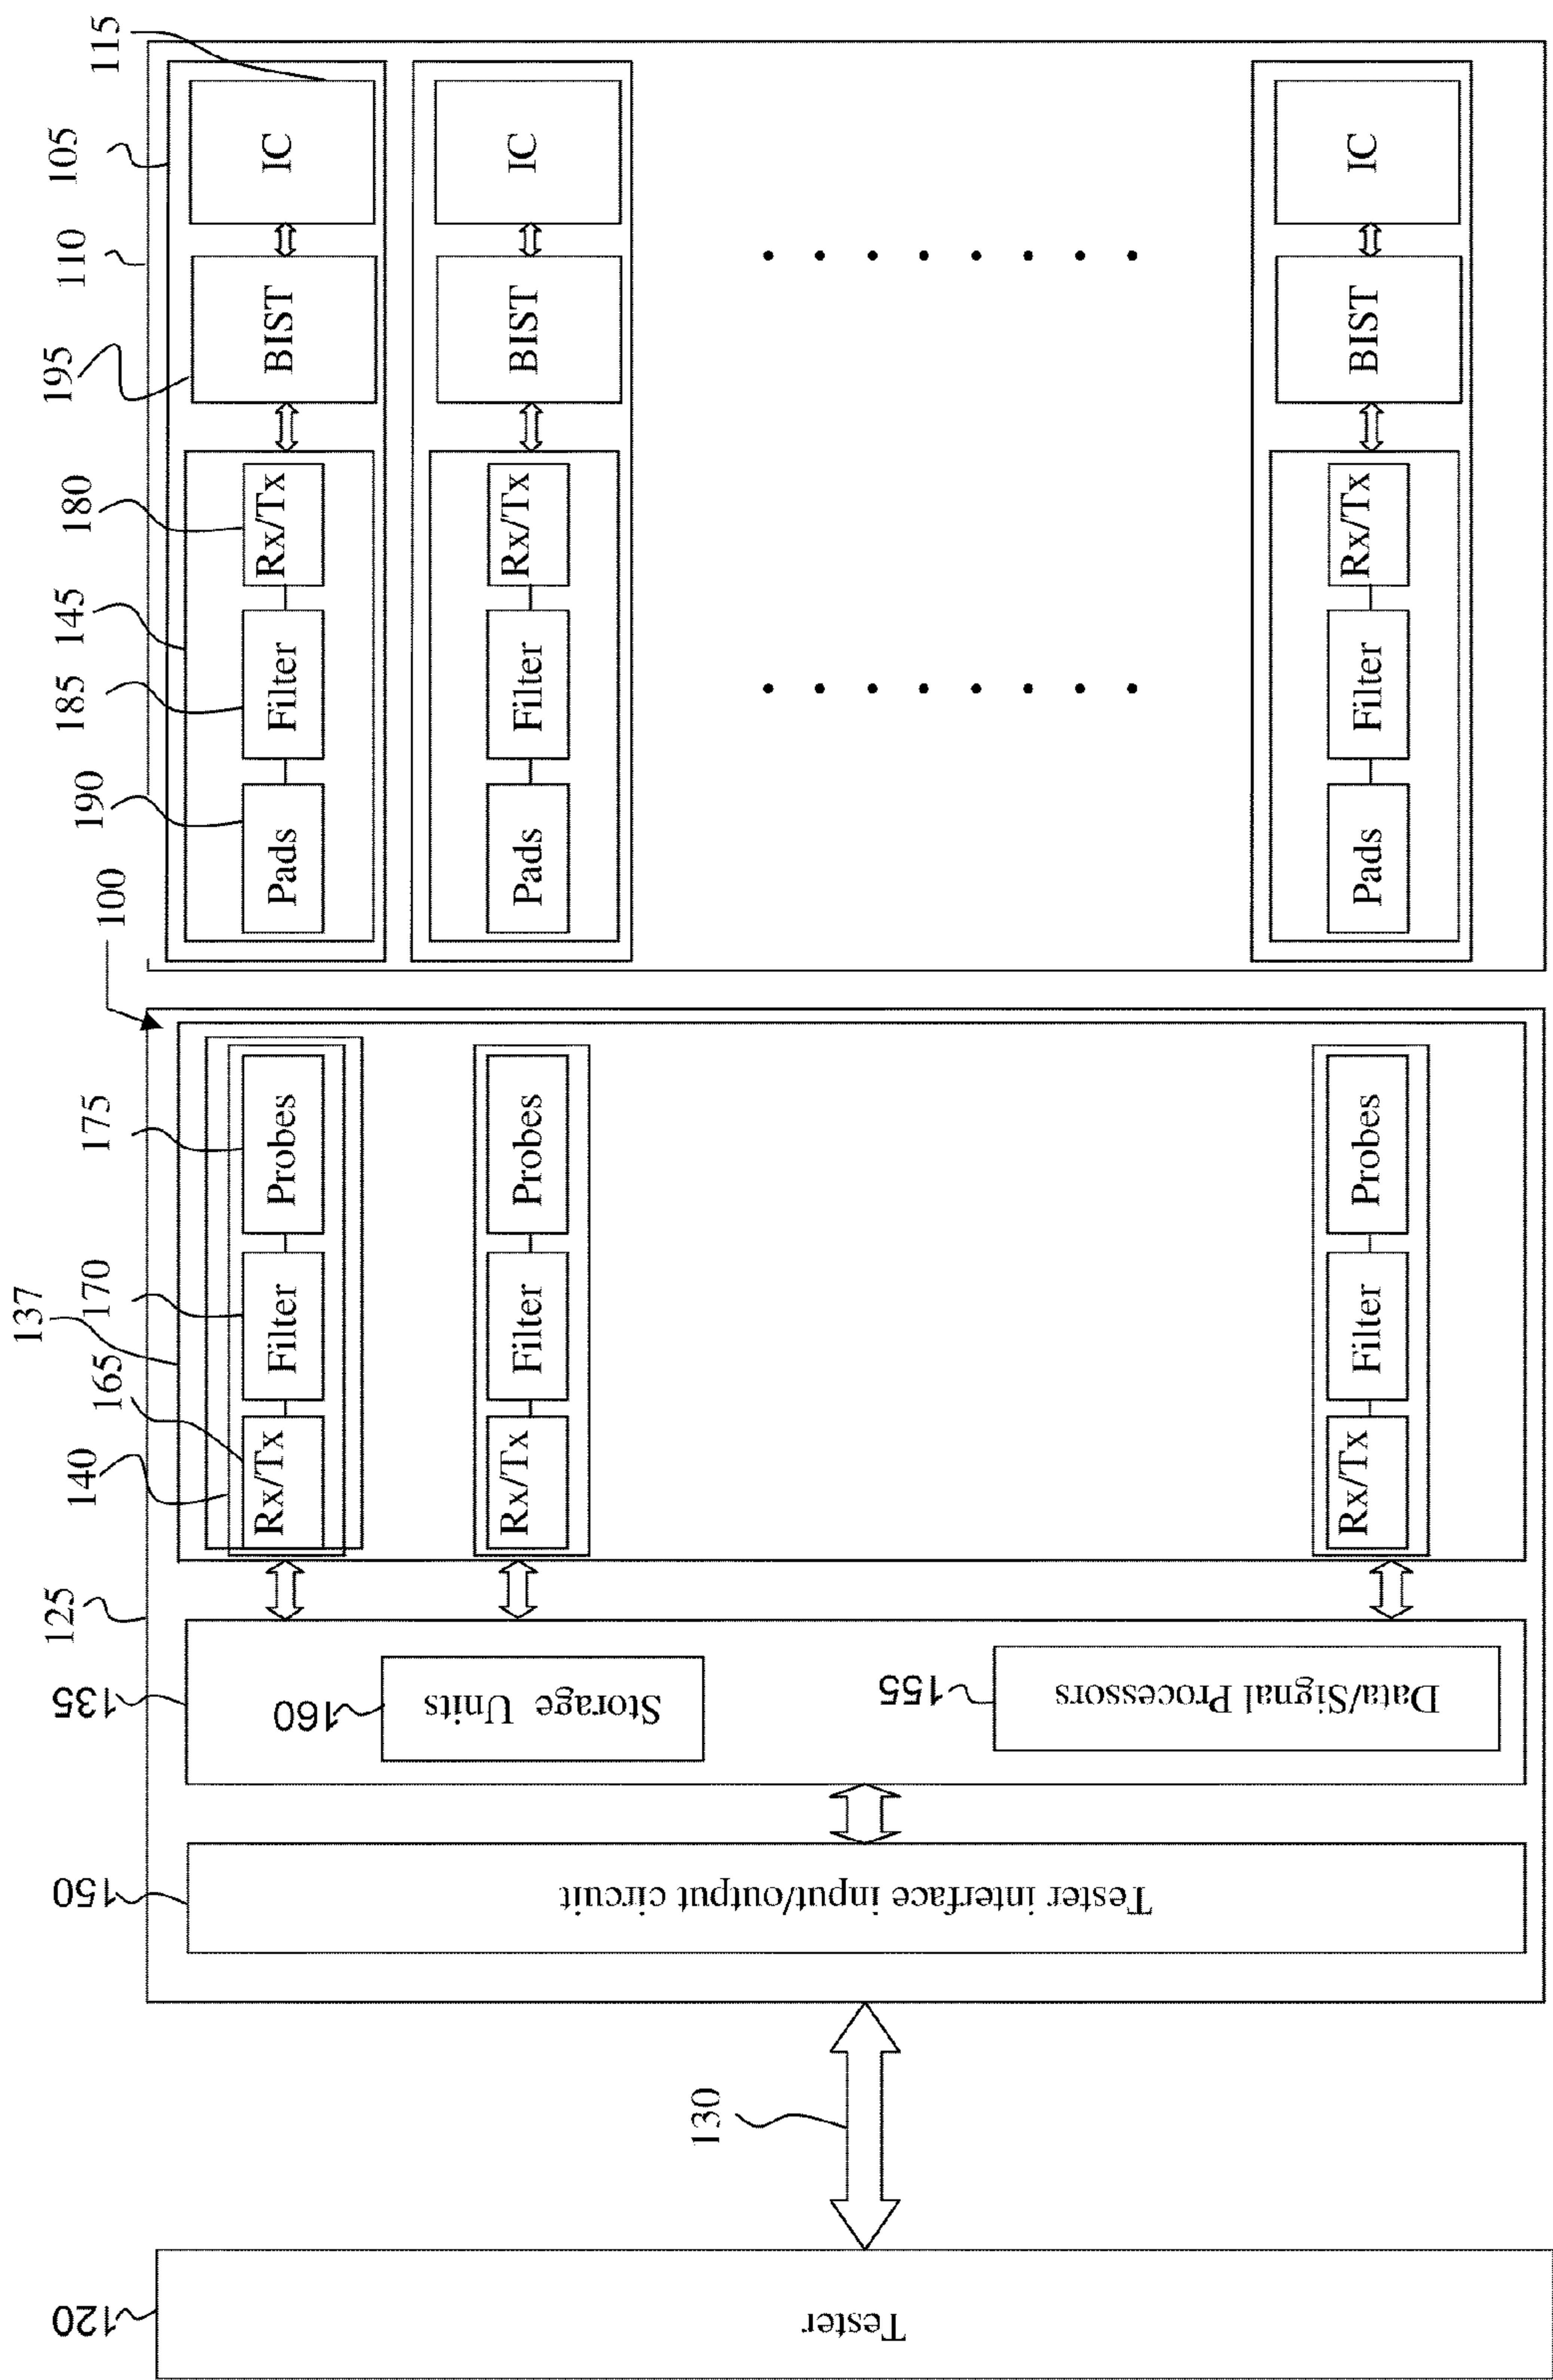 120
Tester
130
125
150
Tester interface input/output circuit
135
160
Storage Units
155
Data/Signal Processors
137
140
165
170
175
Rx/Tx
Filter
Probes
Rx/Tx
Filter
Probes
Rx/Tx
Filter
Probes
100
110
105
115
190
185
145
180
195
Pads
Filter
Rx/Tx
BIST
IC
Pads
Filter
Rx/Tx
BIST
IC
Pads
Filter
Rx/Tx
BIST
IC